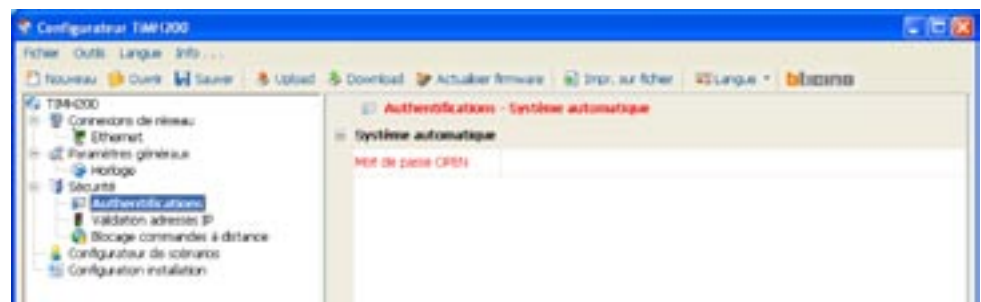 Configurateur TiMH200
Fichier Outils Langue Info ...
Nouveau Ouvrir Sauver Upload Download Actualiser firmware Impr. sur fichier Langue bticino
TiMH200
Connexions de réseau
Ethernet
Paramètres généraux
Horloge
Sécurité
Authentifications
Validation adresses IP
Blocage commandes à distance
Configurateur de scénarios
Configuration installation
Authentifications - Système automatique
Système automatique
Mot de passe OPEN